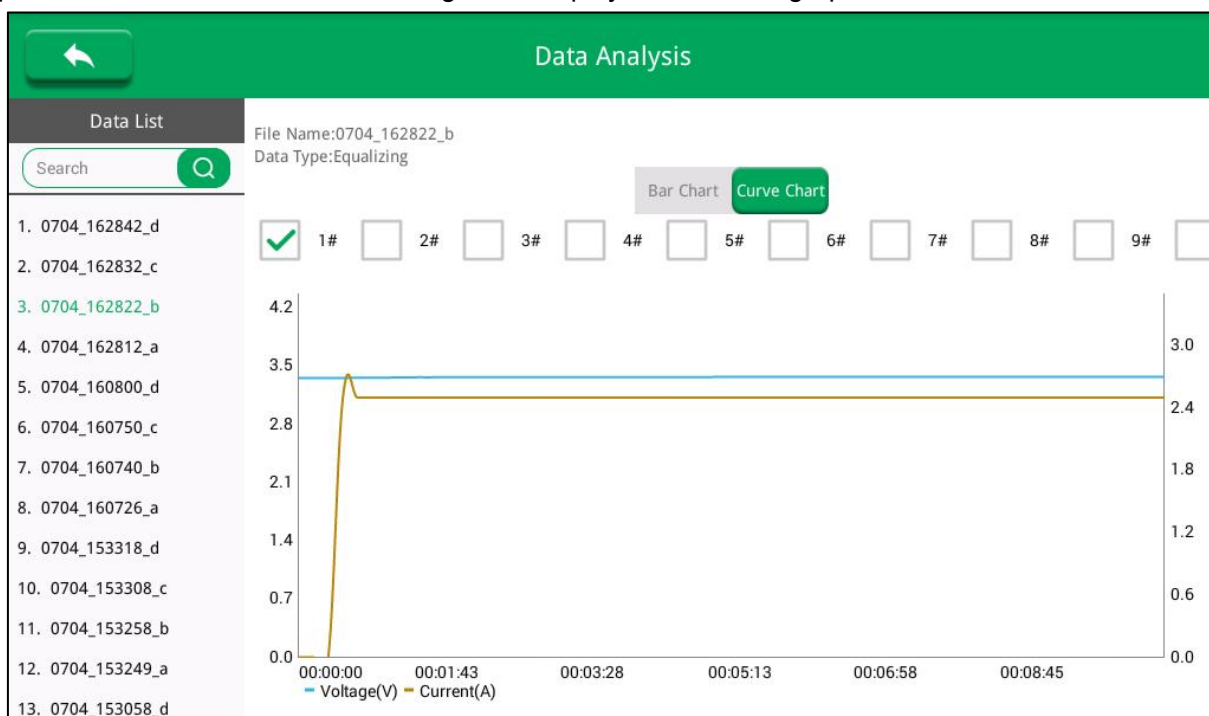 Data Analysis
Data List
Search
1. 0704_162842_d
2. 0704_162832_c
3. 0704_162822_b
4. 0704_162812_a
5. 0704_160800_d
6. 0704_160750_c
7. 0704_160740_b
8. 0704_160726_a
9. 0704_153318_d
10. 0704_153308_c
11. 0704_153258_b
12. 0704_153249_a
13. 0704_153058_d
File Name:0704_162822_b
Data Type:Equalizing
Bar Chart Curve Chart
1# 2# 3# 4# 5# 6# 7# 8# 9#
4.2
3.5
2.8
2.1
1.4
0.7
0.0
3.0
2.4
1.8
1.2
0.6
0.0
00:00:00 00:01:43 00:03:28 00:05:13 00:06:58 00:08:45
Voltage(V) Current(A)